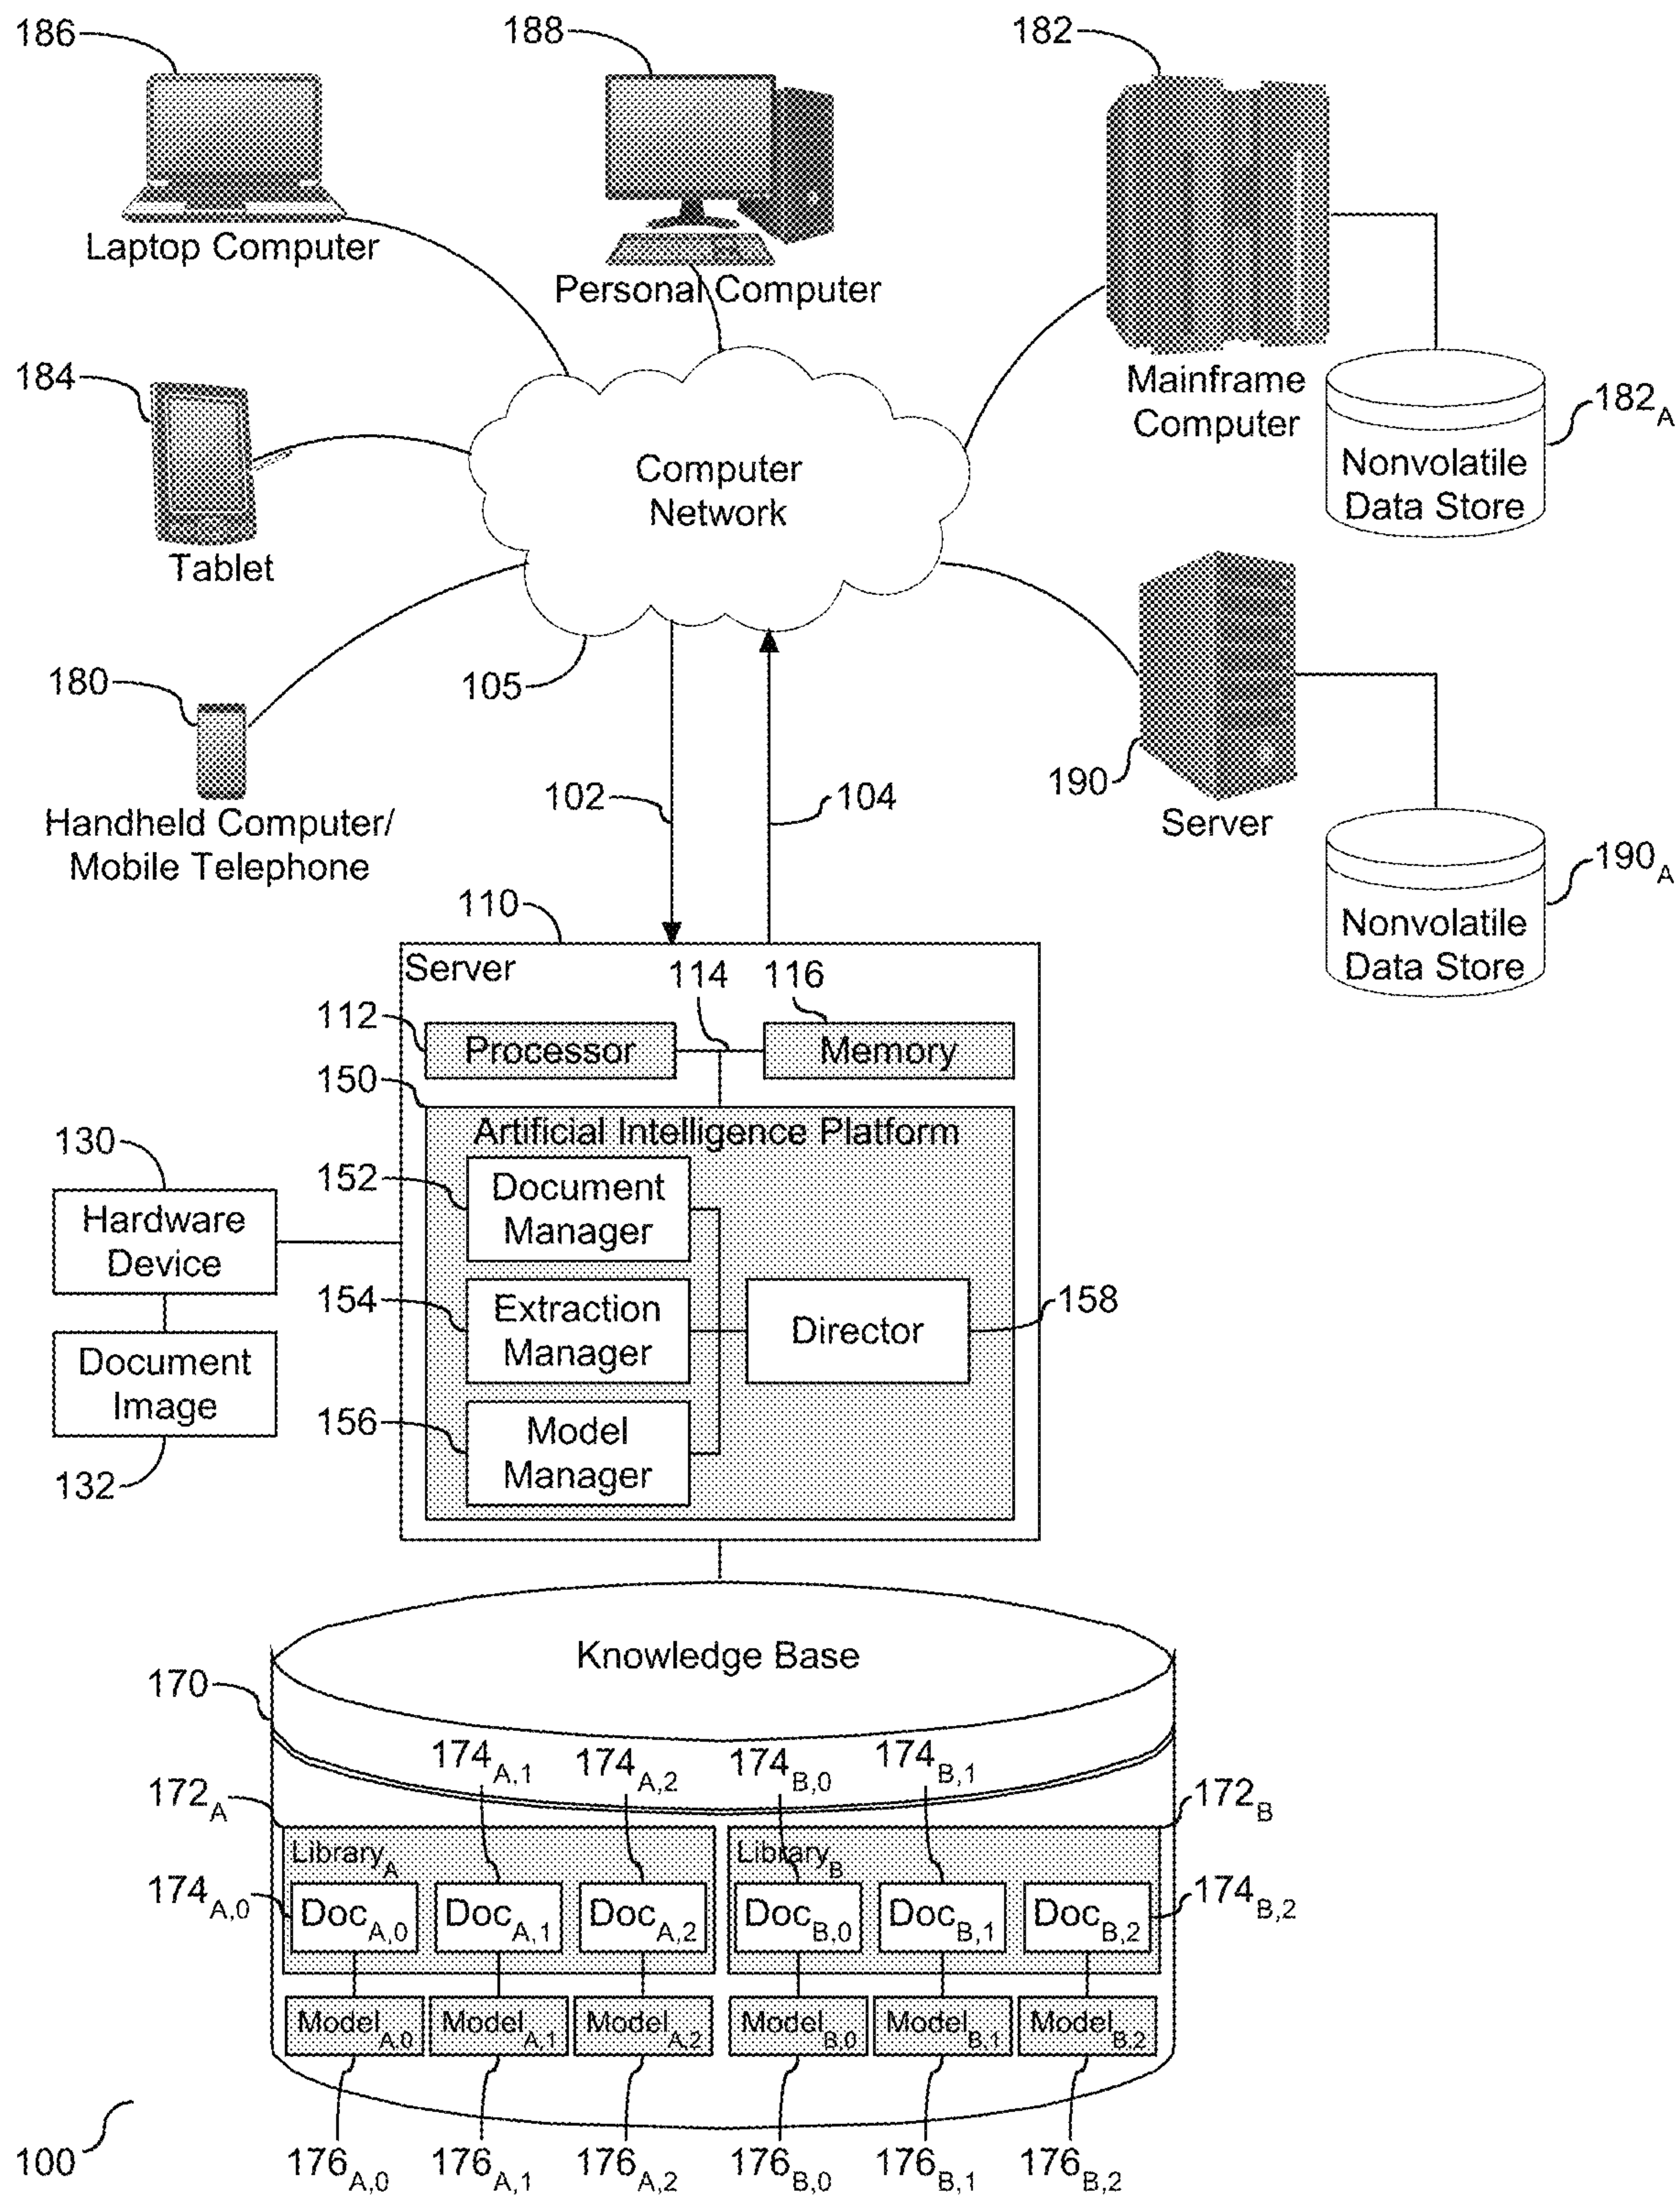 186
188
182
Laptop Computer
Personal Computer
Mainframe
Computer
184
182A
Computer
Network
Nonvolatile
Data Store
Tablet
180
105
190
102
104
Server
Handheld Computer/
Mobile Telephone
190A
110
Nonvolatile
Data Store
Server
114
116
112
Processor
Memory
150
Artificial Intelligence Platform
130
152
Document
Manager
Hardware
Device
154
Extraction
Manager
Director
158
Document
Image
156
Model
Manager
132
Knowledge Base
170
174A,1
174A,2
174B,0
174B,1
172A
172B
LibraryA
LibraryB
174A,0
DocA,0
DocA,1
DocA,2
DocB,0
DocB,1
DocB,2
174B,2
ModelA,0
ModelA,1
ModelA,2
ModelB,0
ModelB,1
ModelB,2
100
176A,0
176A,1
176A,2
176B,0
176B,1
176B,2